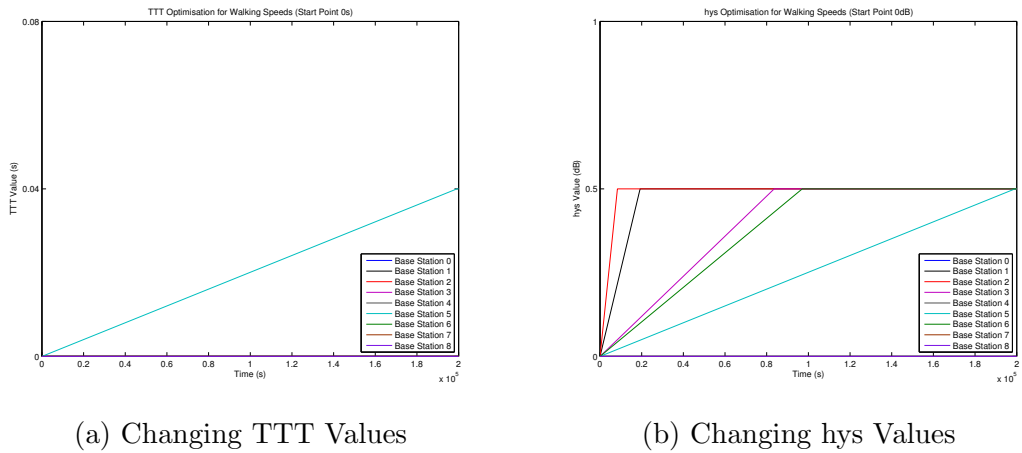 TTT Optimisation for Walking Speeds (Start Point 0s)
0.08
0.04
0
TTT Value (s)
0 0.2 0.4 0.6 0.8 1 1.2 1.4 1.6 1.8 2
x 10^5
Time (s)
Base Station 0
Base Station 1
Base Station 2
Base Station 3
Base Station 4
Base Station 5
Base Station 6
Base Station 7
Base Station 8
(a) Changing TTT Values
hys Optimisation for Walking Speeds (Start Point 0dB)
1
0.5
0
hys Value (dB)
0 0.2 0.4 0.6 0.8 1 1.2 1.4 1.6 1.8 2
x 10^5
Time (s)
Base Station 0
Base Station 1
Base Station 2
Base Station 3
Base Station 4
Base Station 5
Base Station 6
Base Station 7
Base Station 8
(b) Changing hys Values